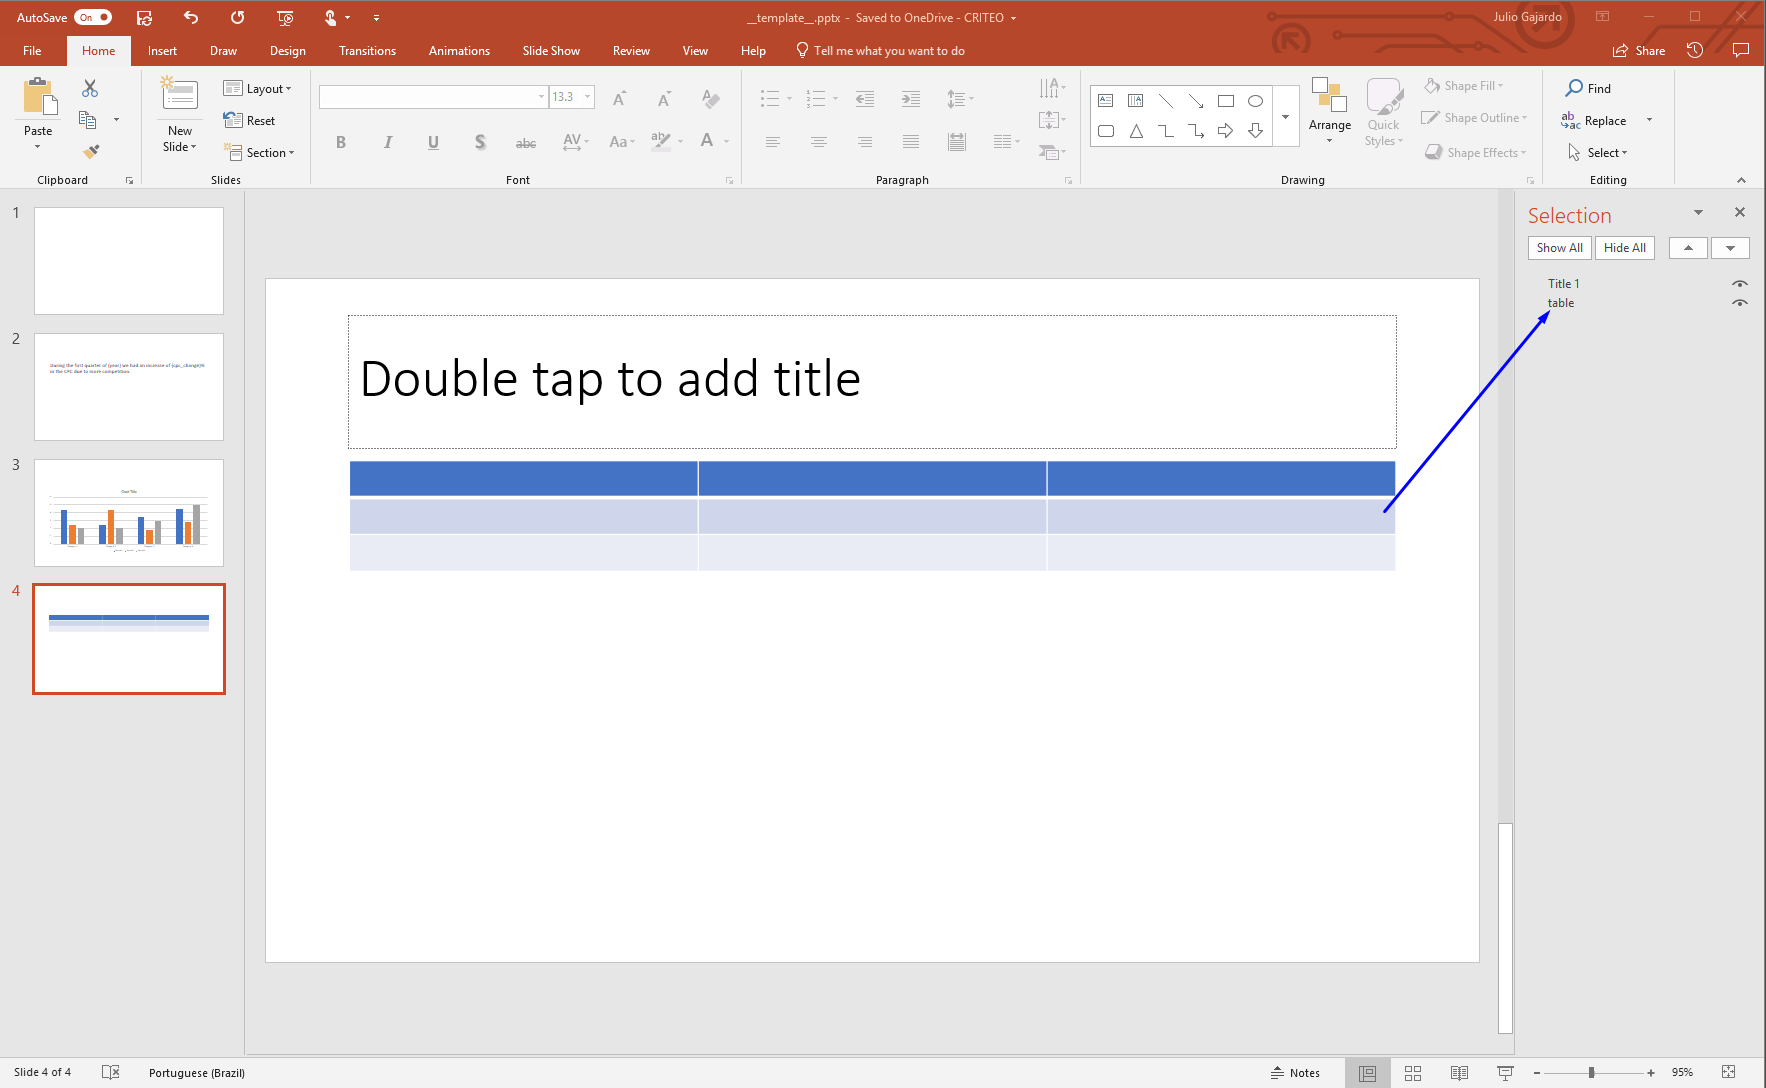 AutoSave On
__template__.pptx - Saved to OneDrive - CRITEO
Julio Gajardo
File Home Insert Draw Design Transitions Animations Slide Show Review View Help Tell me what you want to do Share
Paste
Clipboard
New Slide
Layout
Reset
Section
Slides
13.3
B I U S abc AV Aa ab A
Font
Paragraph
Arrange
Quick Styles
Shape Fill
Shape Outline
Shape Effects
Drawing
Find
Replace
Select
Editing
1
2
During the first quarter of {year} we had an increase of {cpc_change}%
in the CPC due to more competition.
3
Chart Title
4
Double tap to add title
Selection
Show All Hide All
Title 1
table
Slide 4 of 4 Portuguese (Brazil) Notes 95%